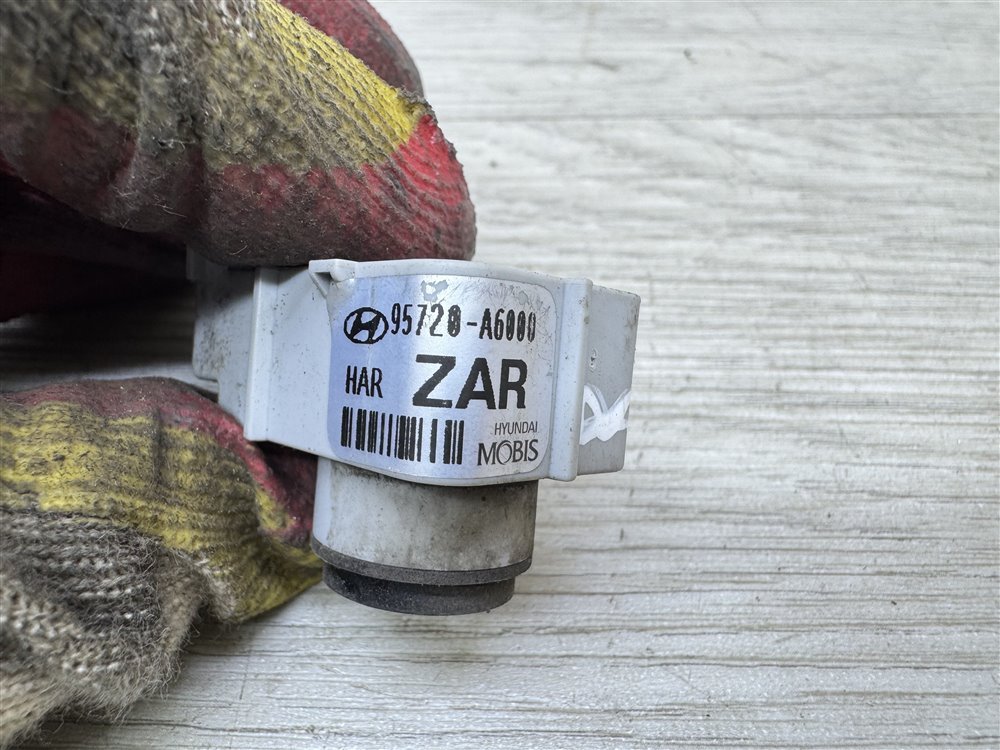 95720-A6000
HAR ZAR
HYUNDAI
MOBIS